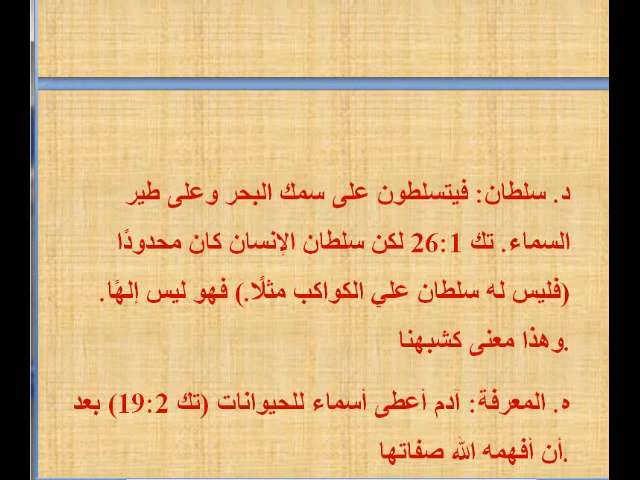 د. سلطان: فيتسلطون على سمك البحر وعلى طير
السماء. تك 26:1 لكن سلطان الإنسان كان محدودًا
(فليس له سلطان علي الكواكب مثلًا.) فهو ليس إلهًا.
.وهذا معنى كشبهنا
ه. المعرفة: آدم أعطى أسماء للحيوانات (تك 19:2) بعد
.أن أفهمه الله صفاتها